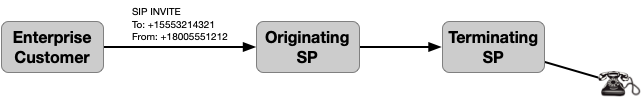 SIP INVITE
To: +15553214321
From: +18005551212
Enterprise
Customer
Originating
SP
Terminating
SP